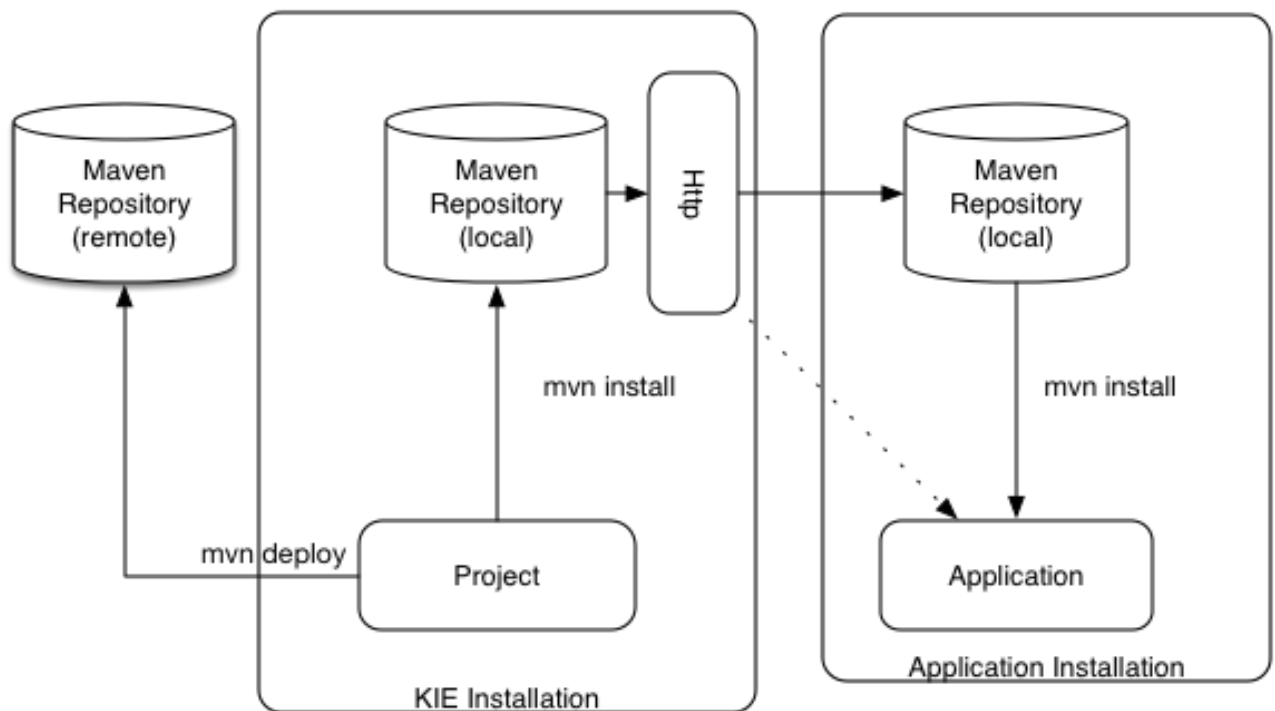 Maven
Repository
(remote)
Maven
Repository
(local)
Http
Maven
Repository
(local)
mvn install
mvn install
mvn deploy
Project
Application
Application Installation
KIE Installation